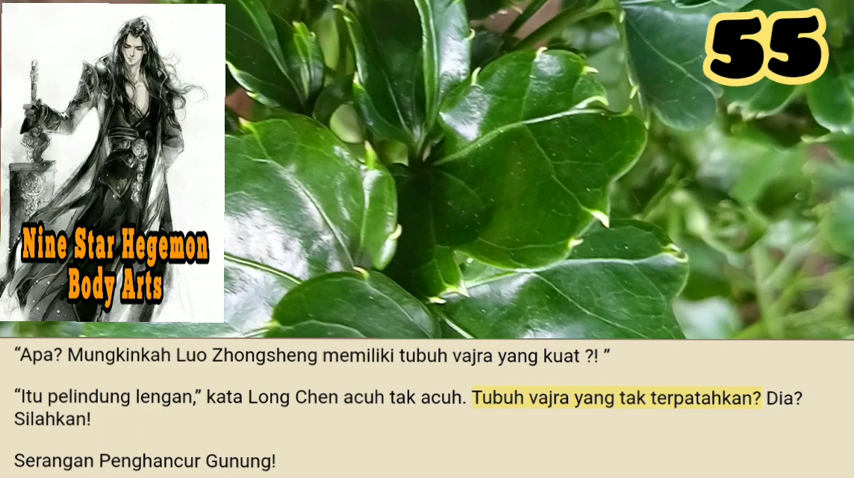 55
Nine Star Hegemon
Body Arts
“Apa? Mungkinkah Luo Zhongsheng memiliki tubuh vajra yang kuat ?! ”
“Itu pelindung lengan,” kata Long Chen acuh tak acuh. Tubuh vajra yang tak terpatahkan? Dia?
Silahkan!
Serangan Penghancur Gunung!